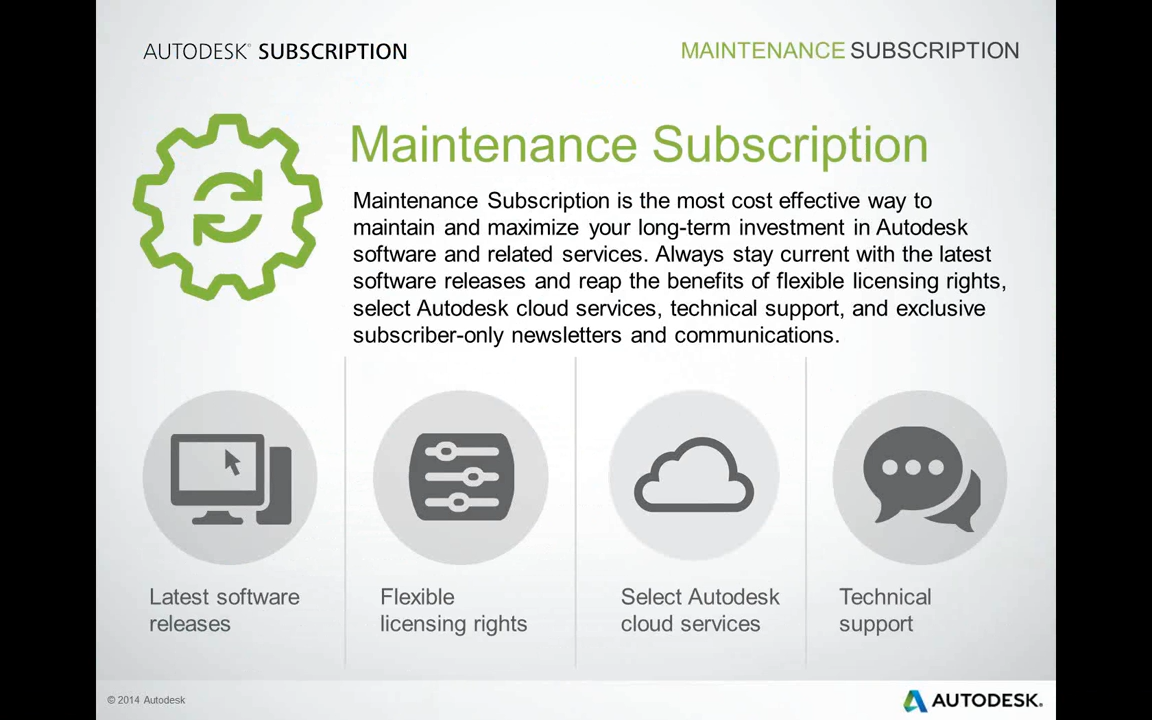 AUTODESK® SUBSCRIPTION
MAINTENANCE SUBSCRIPTION
Maintenance Subscription
Maintenance Subscription is the most cost effective way to
maintain and maximize your long-term investment in Autodesk
software and related services. Always stay current with the latest
software releases and reap the benefits of flexible licensing rights,
select Autodesk cloud services, technical support, and exclusive
subscriber-only newsletters and communications.
Latest software
releases
Flexible
licensing rights
Select Autodesk
cloud services
Technical
support
© 2014 Autodesk
AUTODESK.